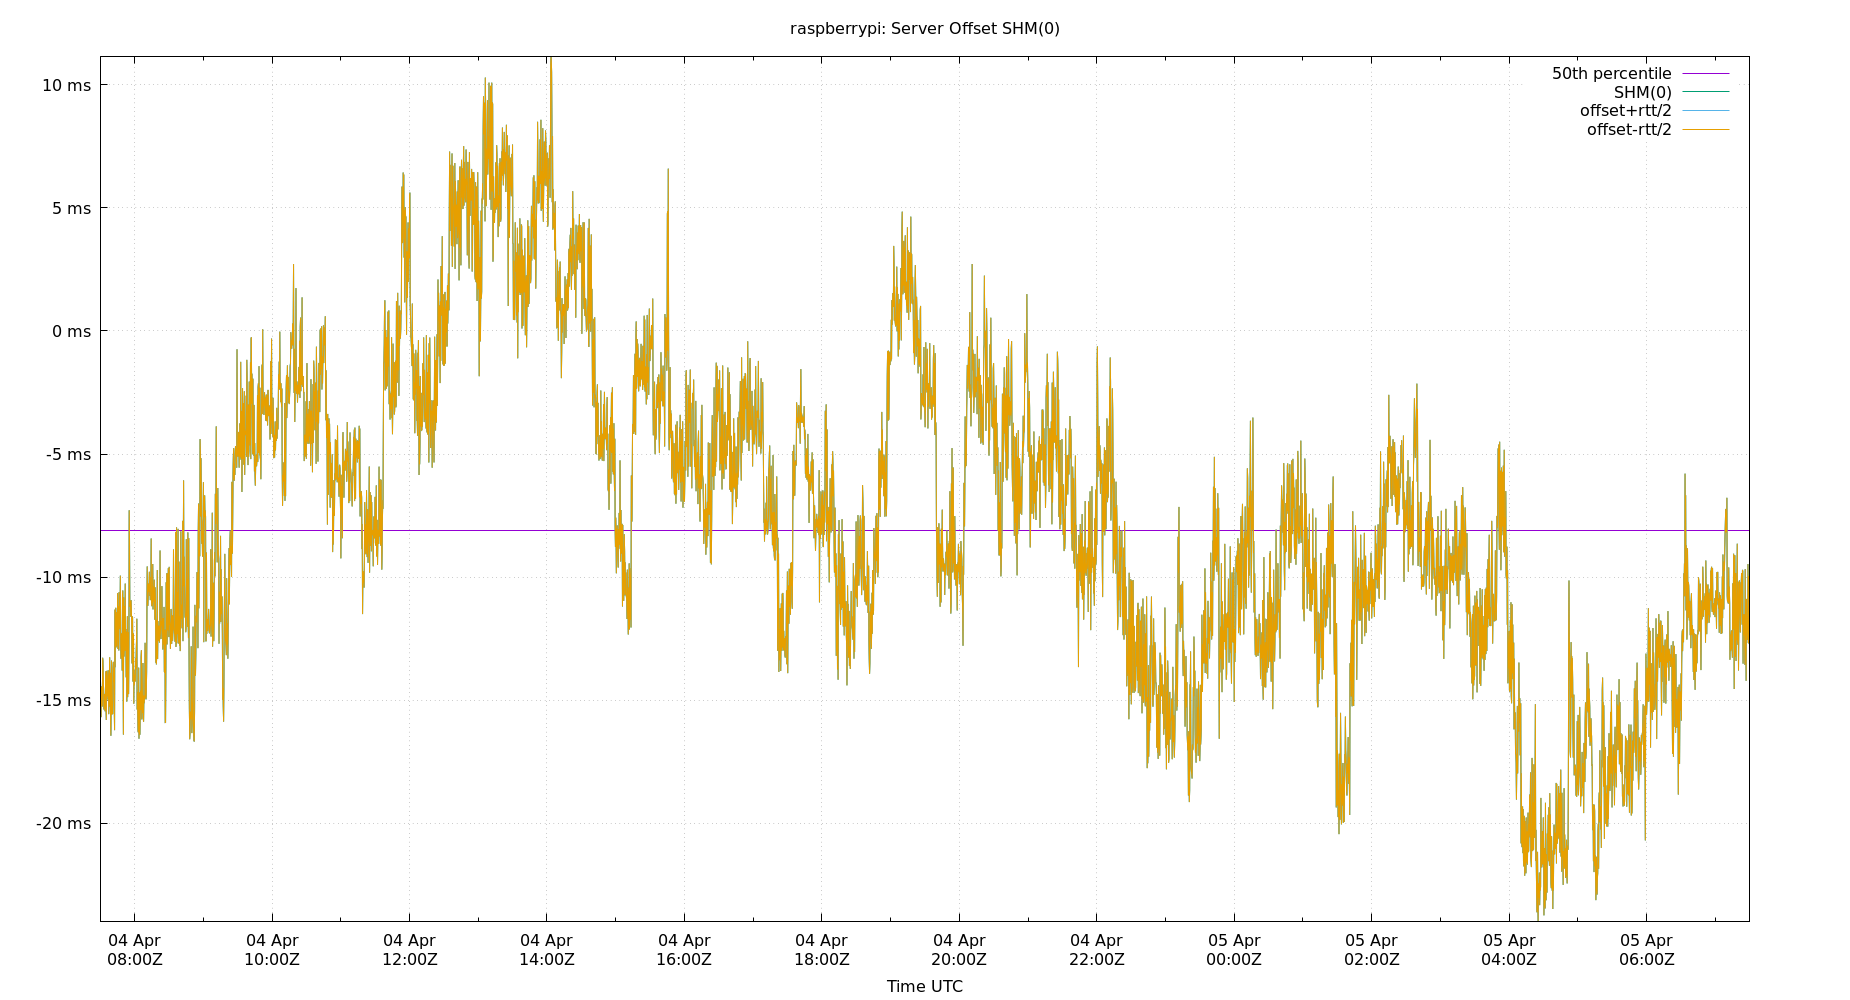 raspberrypi: Server Offset SHM(0)
50th percentile
SHM(0)
offset+rtt/2
offset-rtt/2
10 ms
5 ms
0 ms
-5 ms
-10 ms
-15 ms
-20 ms
04 Apr 04 Apr 04 Apr 04 Apr 04 Apr 04 Apr 04 Apr 04 Apr 05 Apr 05 Apr 05 Apr 05 Apr
08:00Z 10:00Z 12:00Z 14:00Z 16:00Z 18:00Z 20:00Z 22:00Z 00:00Z 02:00Z 04:00Z 06:00Z
Time UTC